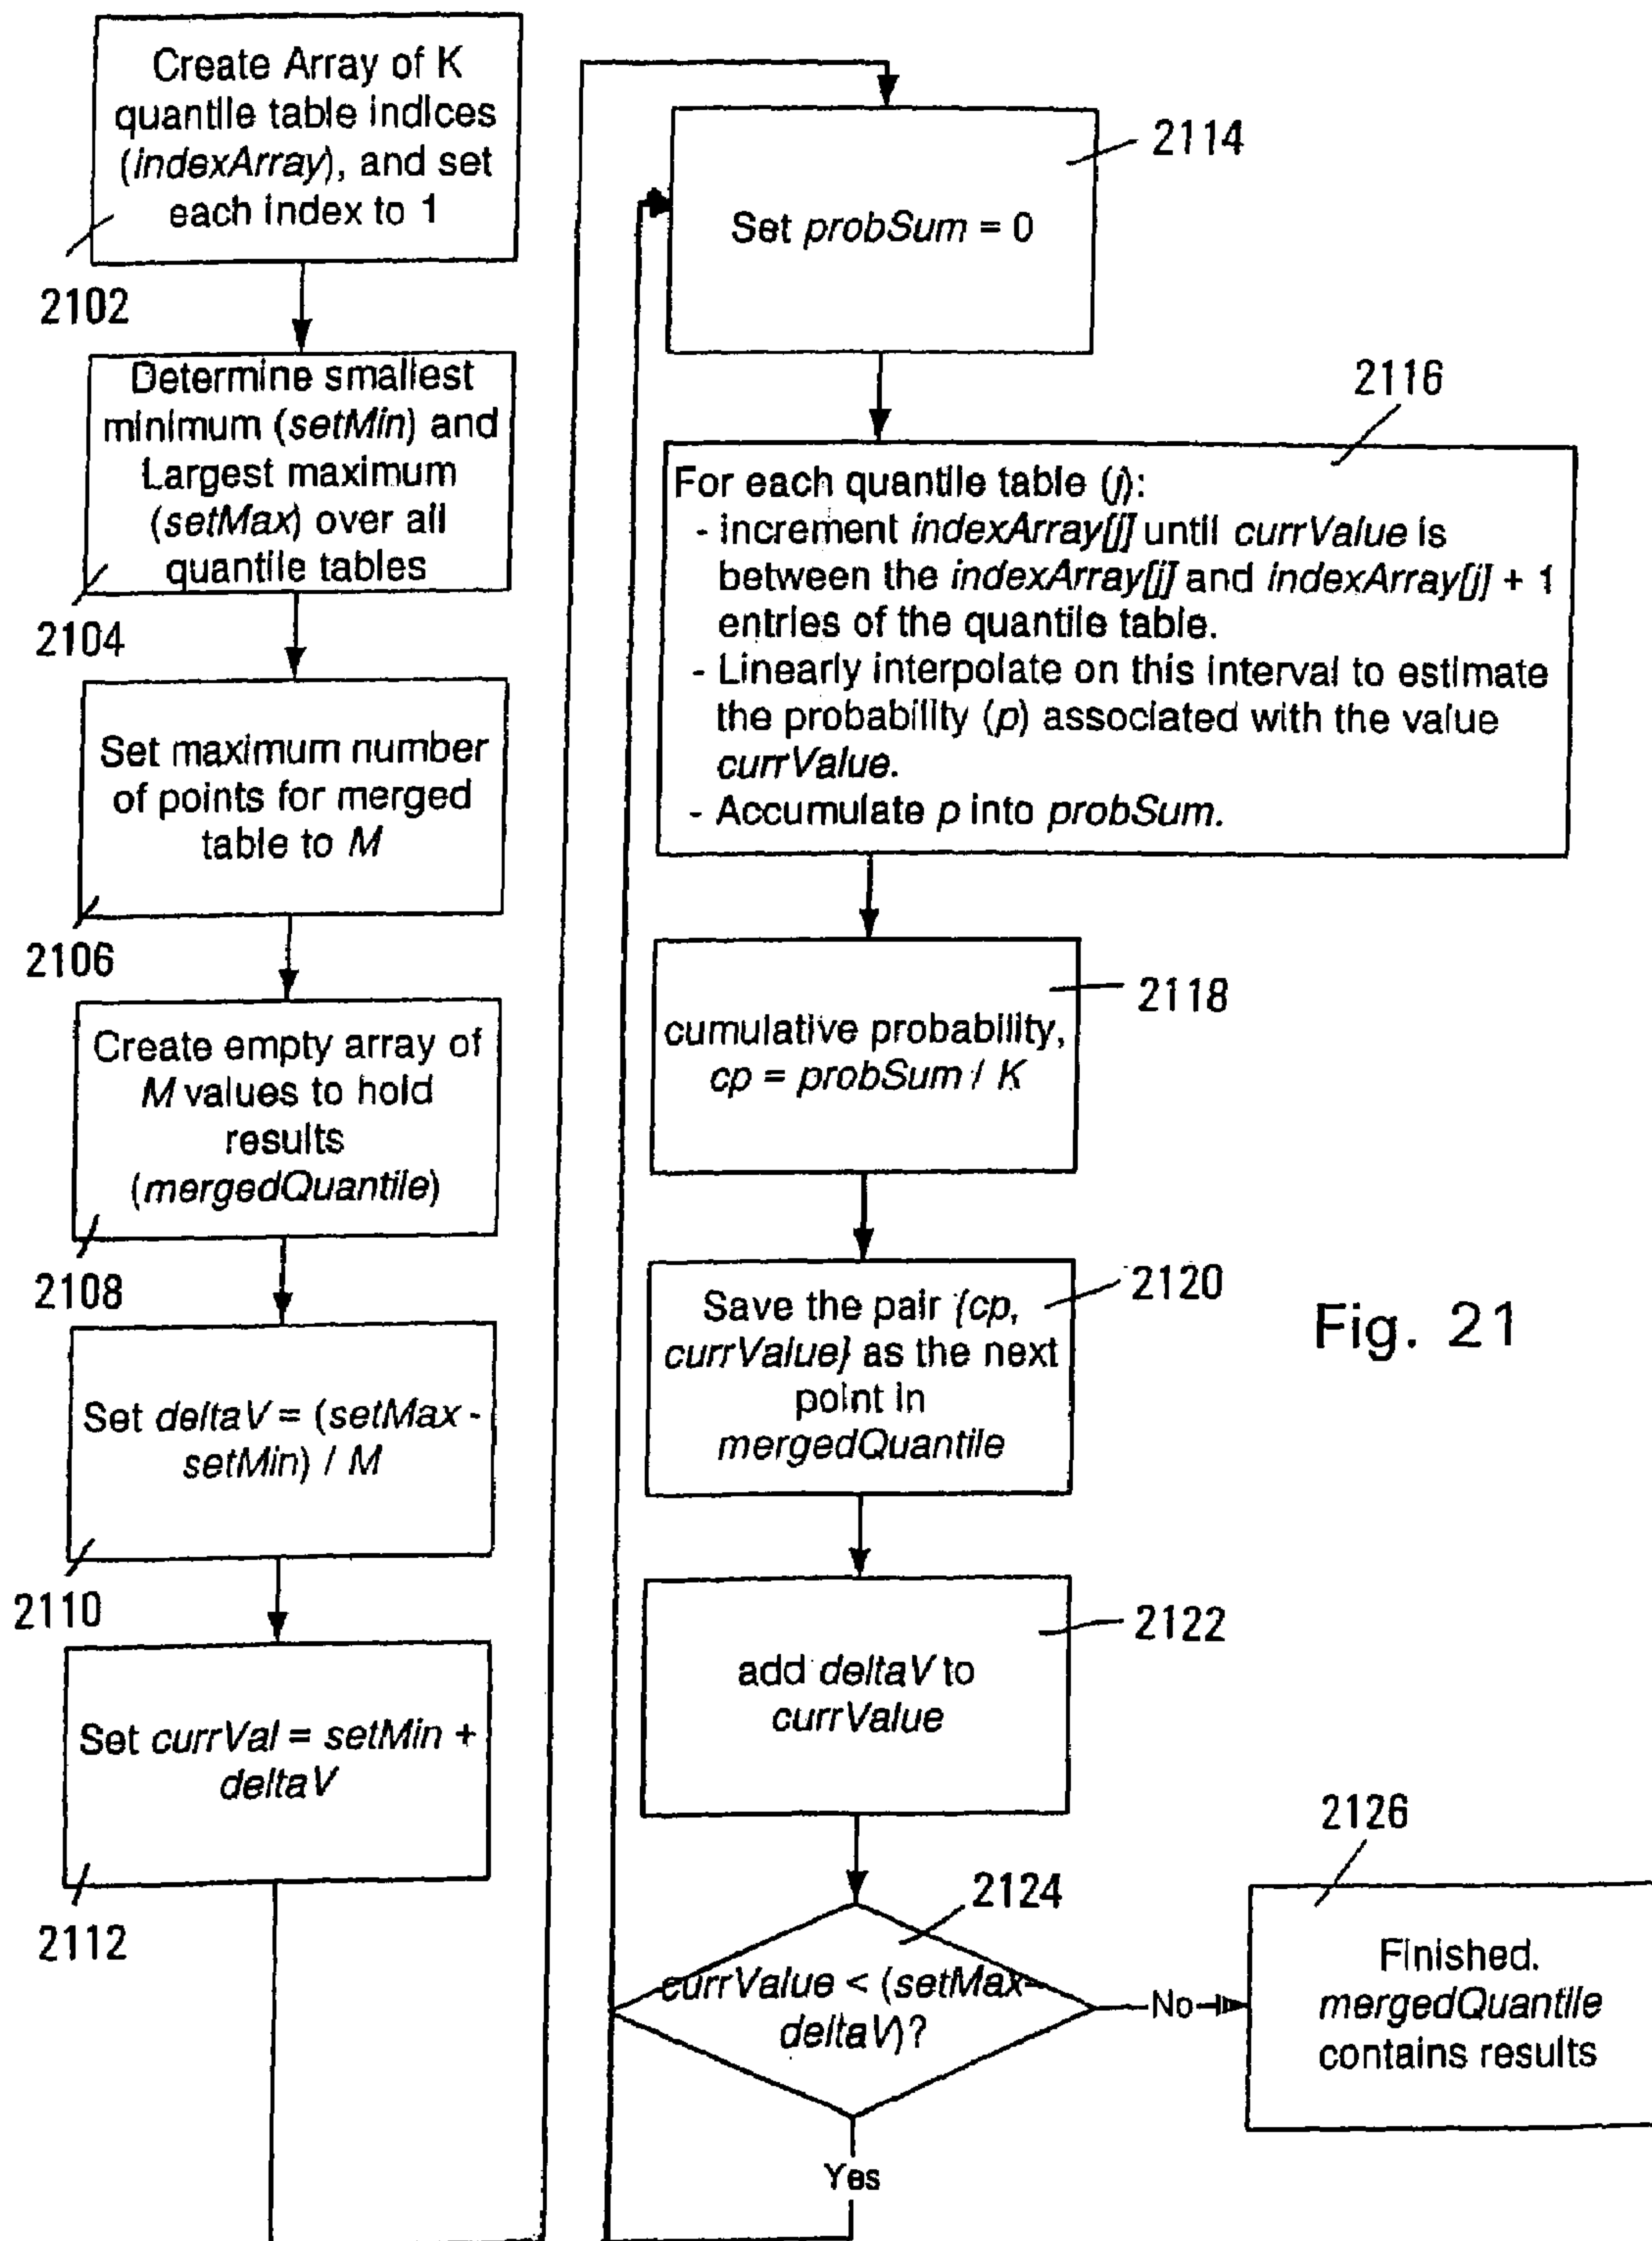 Create Array of K
quantile table indices
(indexArray), and set
each index to 1
2102
Determine smallest
minimum (setMin) and
Largest maximum
(setMax) over all
quantile tables
2104
Set maximum number
of points for merged
table to M
2106
Create empty array of
M values to hold
results
(mergedQuantile)
2108
Set deltaV = (setMax -
setMin) / M
2110
Set currVal = setMin +
deltaV
2112
2114
Set probSum = 0
2116
For each quantile table (j):
- increment indexArray[j] until currValue is
between the indexArray[j] and indexArray[j] + 1
entries of the quantile table.
- Linearly interpolate on this interval to estimate
the probability (p) associated with the value
currValue.
- Accumulate p into probSum.
2118
cumulative probability,
cp = probSum / K
2120
Save the pair {cp,
currValue} as the next
point in
mergedQuantile
Fig. 21
2122
add deltaV to
currValue
2124
currValue < (setMax-
deltaV)?
No
Yes
2126
Finished.
mergedQuantile
contains results